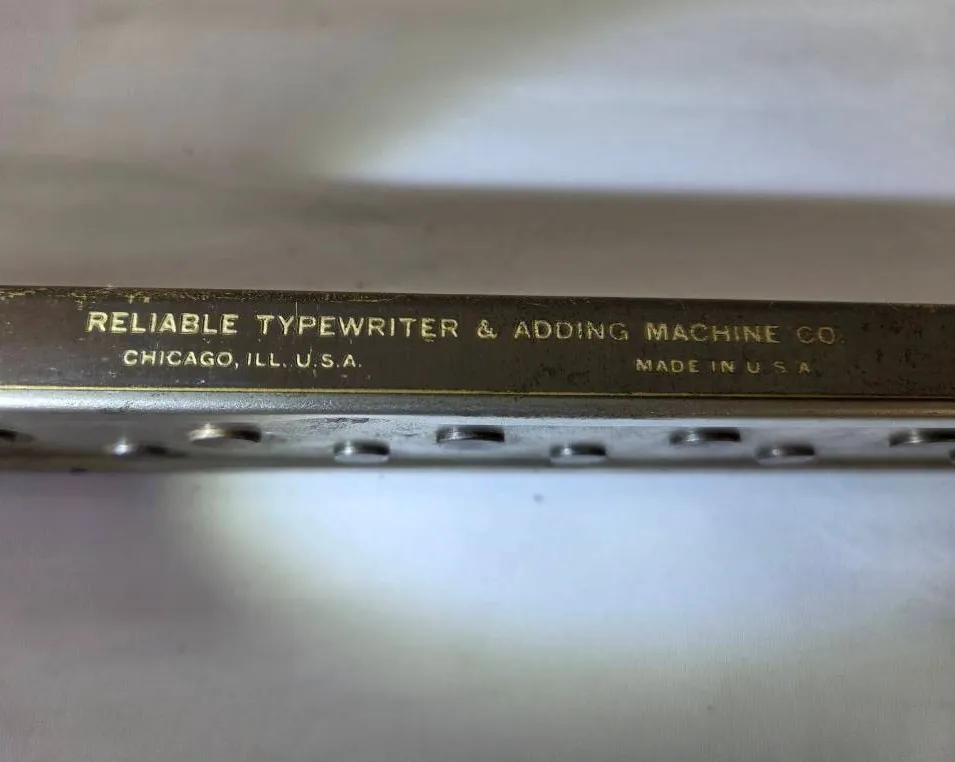 RELIABLE TYPEWRITER & ADDING MACHINE CO.
CHICAGO, ILL. U.S.A.
MADE IN U S A